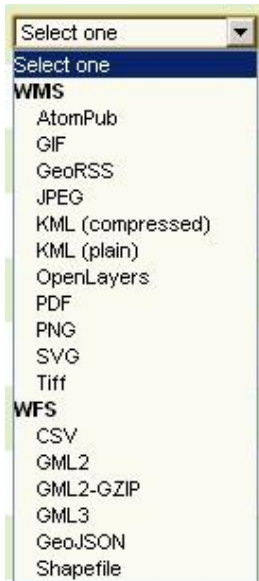 Select one
Select one
WMS
AtomPub
GIF
GeoRSS
JPEG
KML (compressed)
KML (plain)
OpenLayers
PDF
PNG
SVG
Tiff
WFS
CSV
GML2
GML2-GZIP
GML3
GeoJSON
Shapefile